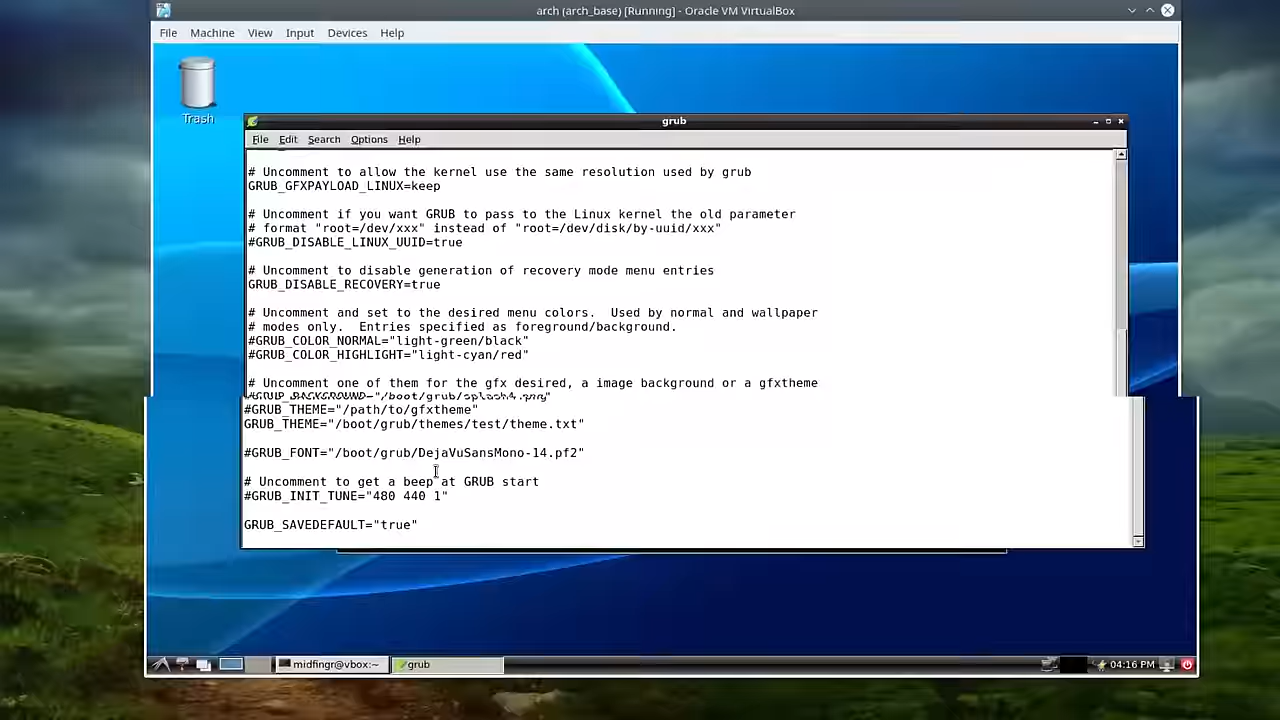 arch (arch_base) [Running] - Oracle VM VirtualBox
File Machine View Input Devices Help
Trash
grub
File Edit Search Options Help
# Uncomment to allow the kernel use the same resolution used by grub
GRUB_GFXPAYLOAD_LINUX=keep
# Uncomment if you want GRUB to pass to the Linux kernel the old parameter
# format "root=/dev/xxx" instead of "root=/dev/disk/by-uuid/xxx"
#GRUB_DISABLE_LINUX_UUID=true
# Uncomment to disable generation of recovery mode menu entries
GRUB_DISABLE_RECOVERY=true
# Uncomment and set to the desired menu colors.  Used by normal and wallpaper
# modes only.  Entries specified as foreground/background.
#GRUB_COLOR_NORMAL="light-green/black"
#GRUB_COLOR_HIGHLIGHT="light-cyan/red"
# Uncomment one of them for the gfx desired, a image background or a gfxtheme
#GRUB_BACKGROUND="/boot/grub/splash4.png"
#GRUB_THEME="/path/to/gfxtheme"
GRUB_THEME="/boot/grub/themes/test/theme.txt"
#GRUB_FONT="/boot/grub/DejaVuSansMono-14.pf2"
# Uncomment to get a beep at GRUB start
#GRUB_INIT_TUNE="480 440 1"
GRUB_SAVEDEFAULT="true"
midfingr@vbox:~ grub 04:16 PM